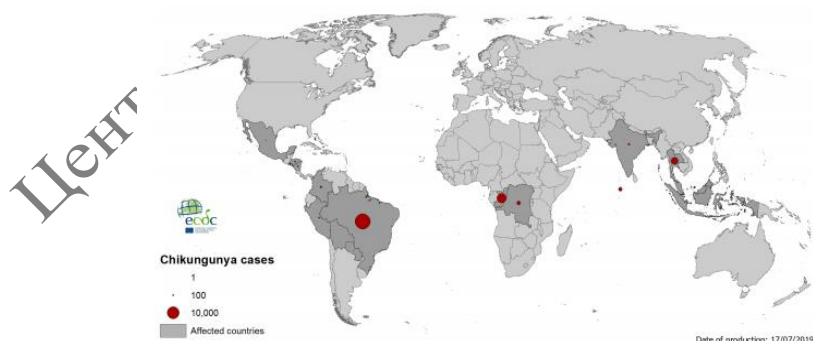 Цент
ecdc
Chikungunya cases
1
100
10,000
Affected countries
Date of production: 17/07/2019